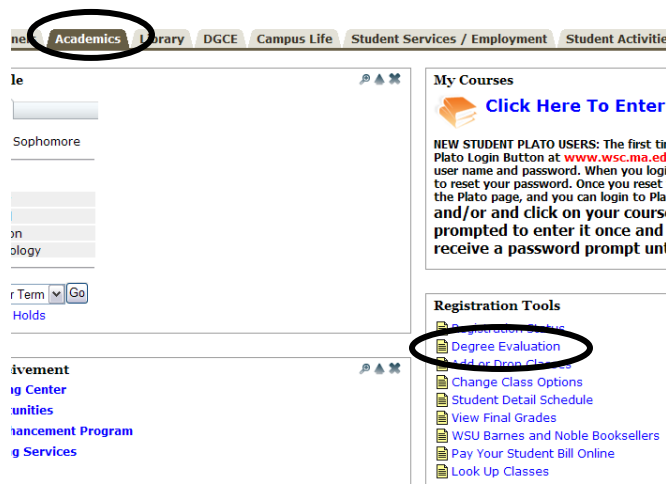 Academics Library DGCE Campus Life Student Services / Employment Student Activitie
le
My Courses
Click Here To Enter
Sophomore
NEW STUDENT PLATO USERS: The first tin
Plato Login Button at www.wsc.ma.ed
user name and password. When you logi
to reset your password. Once you reset
the Plato page, and you can login to Pla
and/or and click on your cours
prompted to enter it once and
receive a password prompt unt
on
ology
r Term Go
Holds
Registration Tools
Registration Status
Degree Evaluation
Add or Drop Classes
Change Class Options
Student Detail Schedule
View Final Grades
WSU Barnes and Noble Booksellers
Pay Your Student Bill Online
Look Up Classes
ievement
ng Center
tunities
hancement Program
g Services